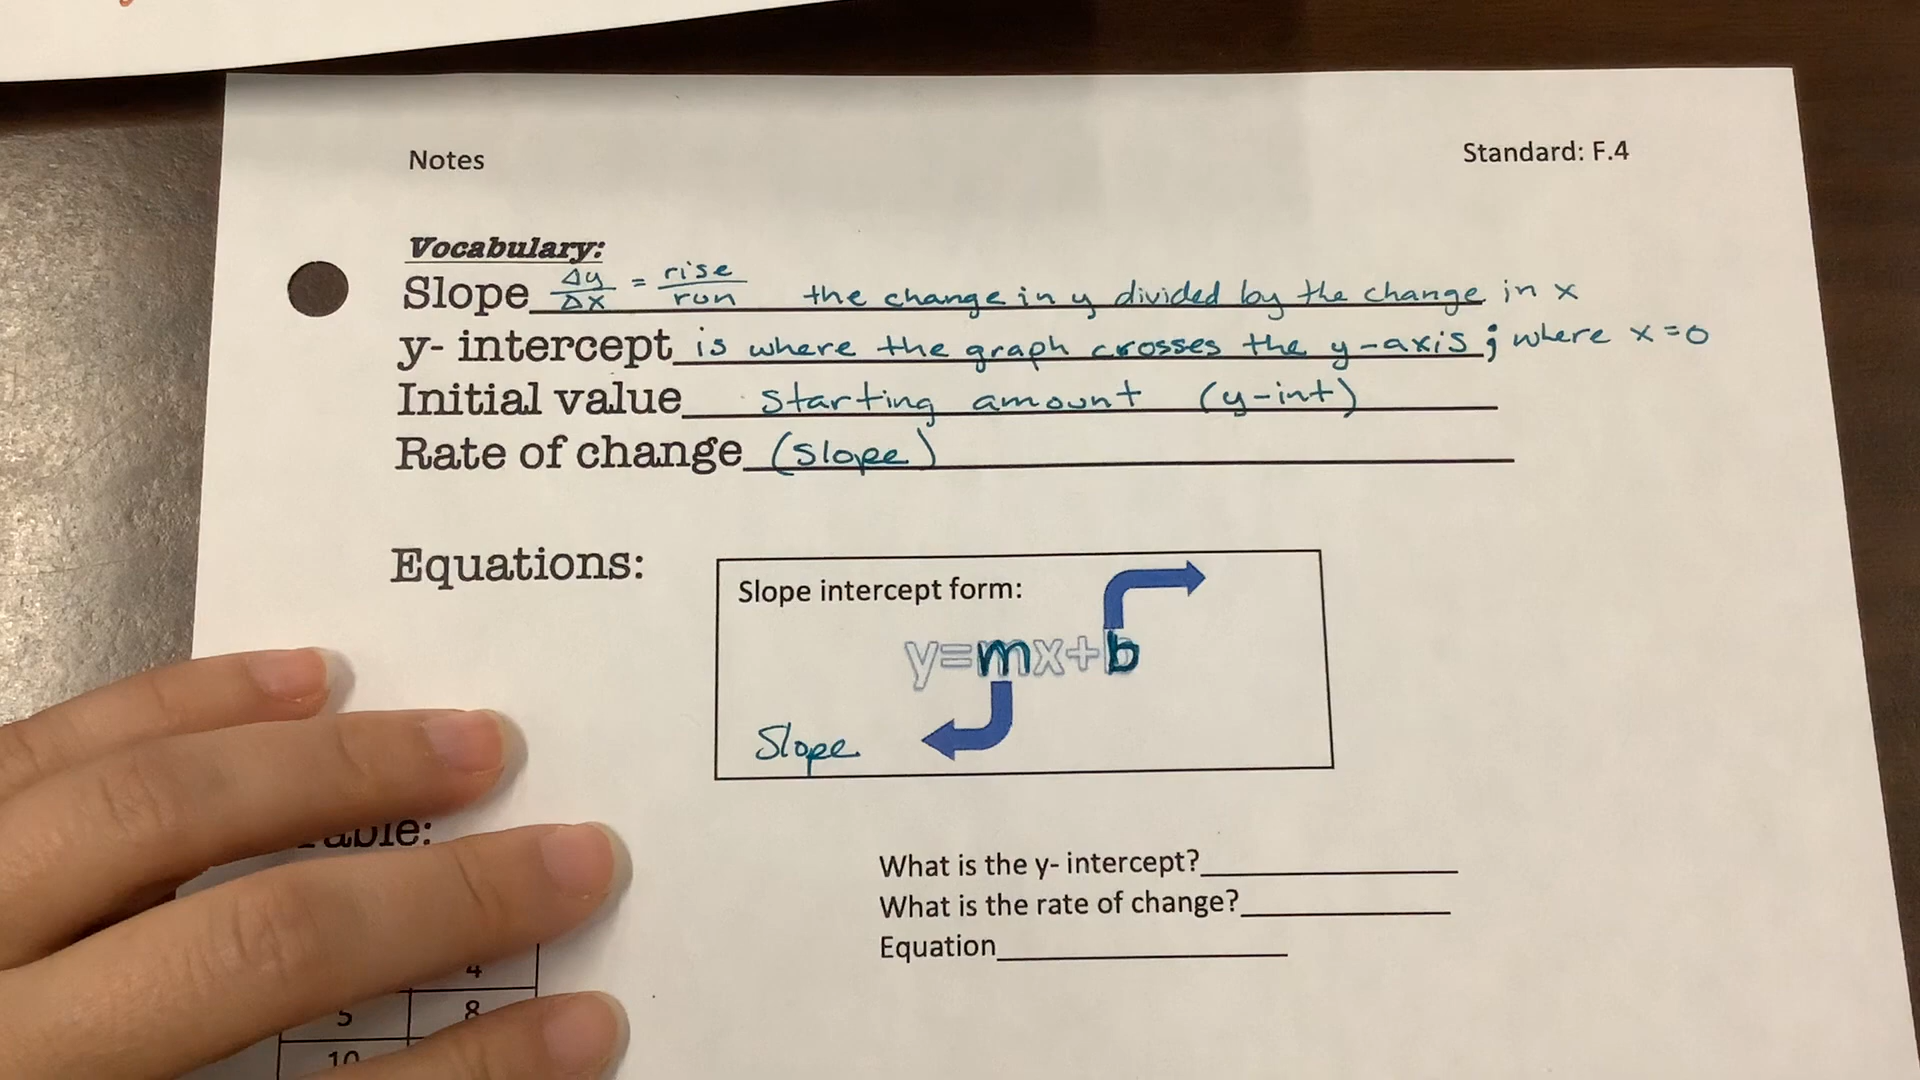 Notes
Standard: F.4
Vocabulary:
Slope Δy/Δx = rise/run the change in y divided by the change in x
y- intercept is where the graph crosses the y-axis; where x=0
Initial value starting amount (y-int)
Rate of change (slope)
Equations:
Slope intercept form:
y=mx+b
Slope
What is the y- intercept?
What is the rate of change?
Equation
4
5 8
10